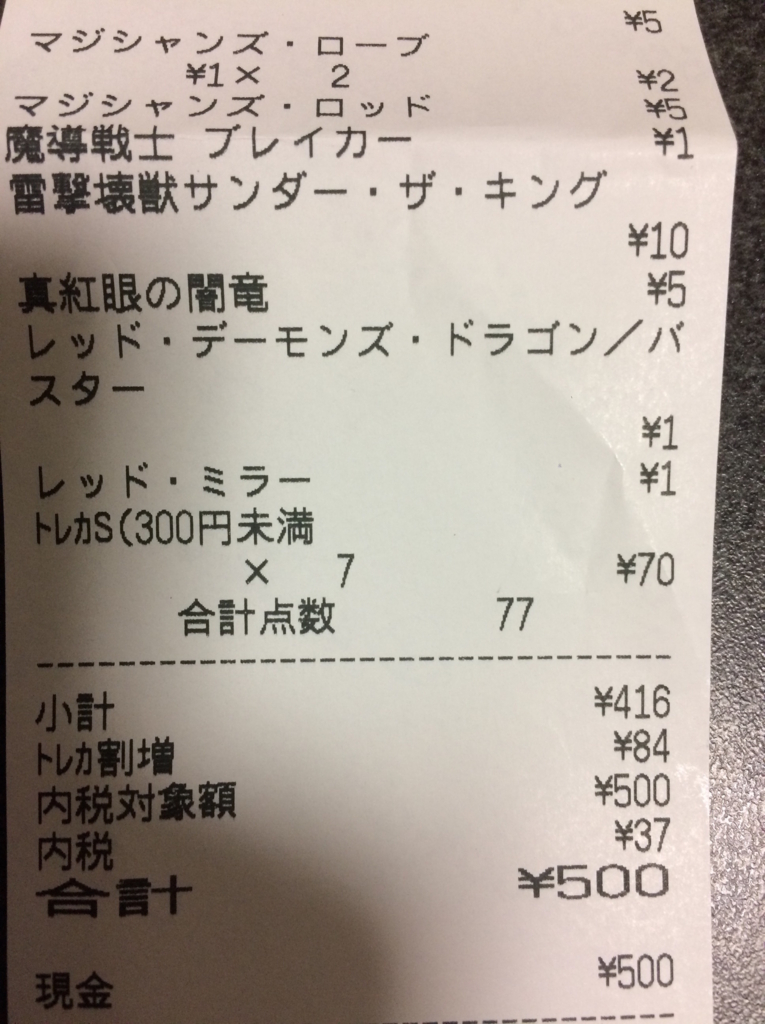 ¥5
マジシャンズ・ローブ
¥1× 2 ¥2
マジシャンズ・ロッド ¥5
魔導戦士 ブレイカー ¥1
雷撃壊獣サンダー・ザ・キング
¥10
真紅眼の闇竜 ¥5
レッド・デーモンズ・ドラゴン／バ
スター
¥1
レッド・ミラー ¥1
ﾄﾚｶS(300円未満
× 7 ¥70
合計点数 77
小計 ¥416
ﾄﾚｶ割増 ¥84
内税対象額 ¥500
内税 ¥37
合計 ¥500
現金 ¥500